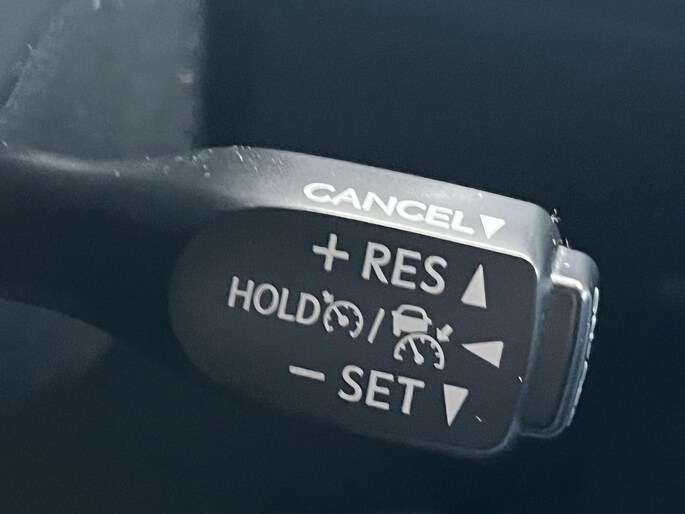 CANCEL▼
+ RES ▲
HOLD / ◀
- SET ▼